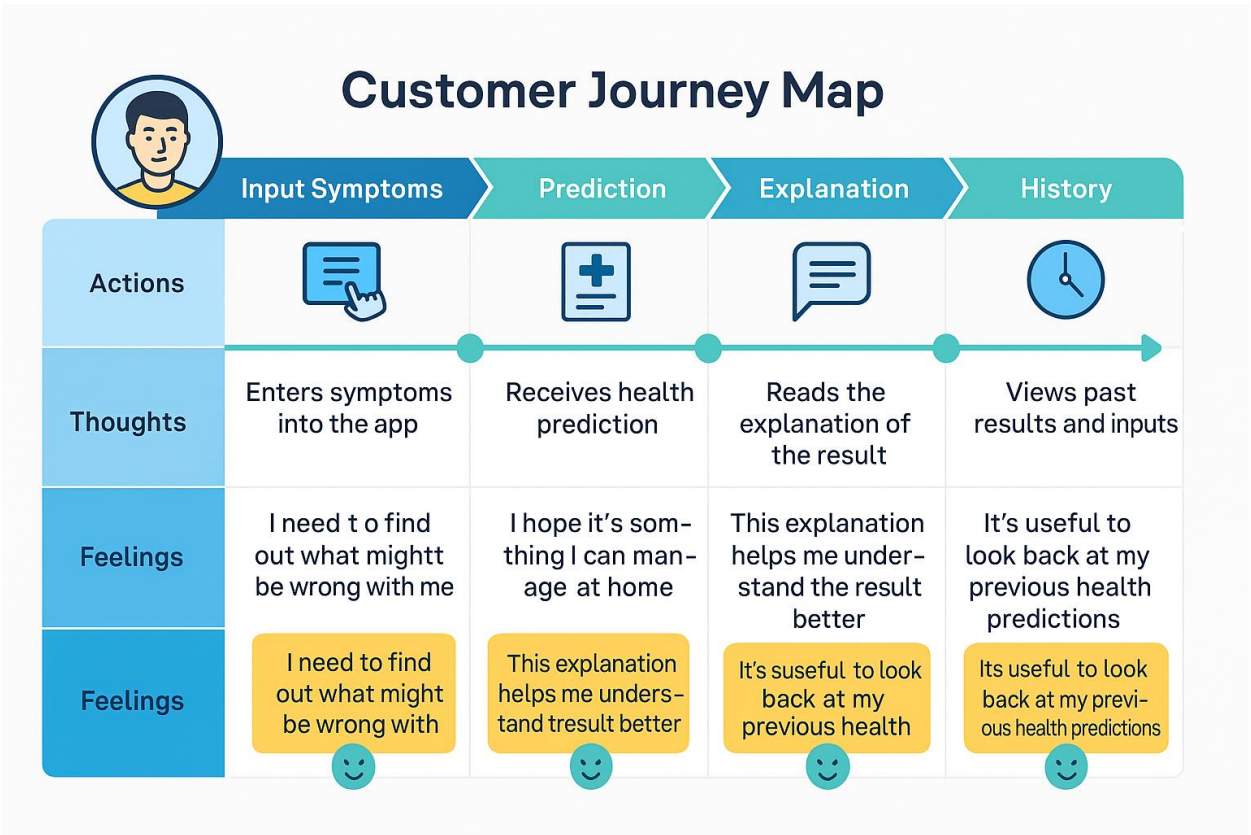 Customer Journey Map
Input Symptoms
Prediction
Explanation
History
Actions
Thoughts
Enters symptoms
into the app
Receives health
prediction
Reads the
explanation of
the result
Views past
results and inputs
Feelings
I need t o find
out what mightt
be wrong with me
I hope it's som-
thing I can man-
age at home
This explanation
helps me under-
stand the result
better
It's useful to
look back at my
previous health
predictions
Feelings
I need to find
out what might
be wrong with
This explanation
helps me unders-
tand tresult better
It's suseful to look
back at my
previous health
Its useful to look
back at my previ-
ous health predictions